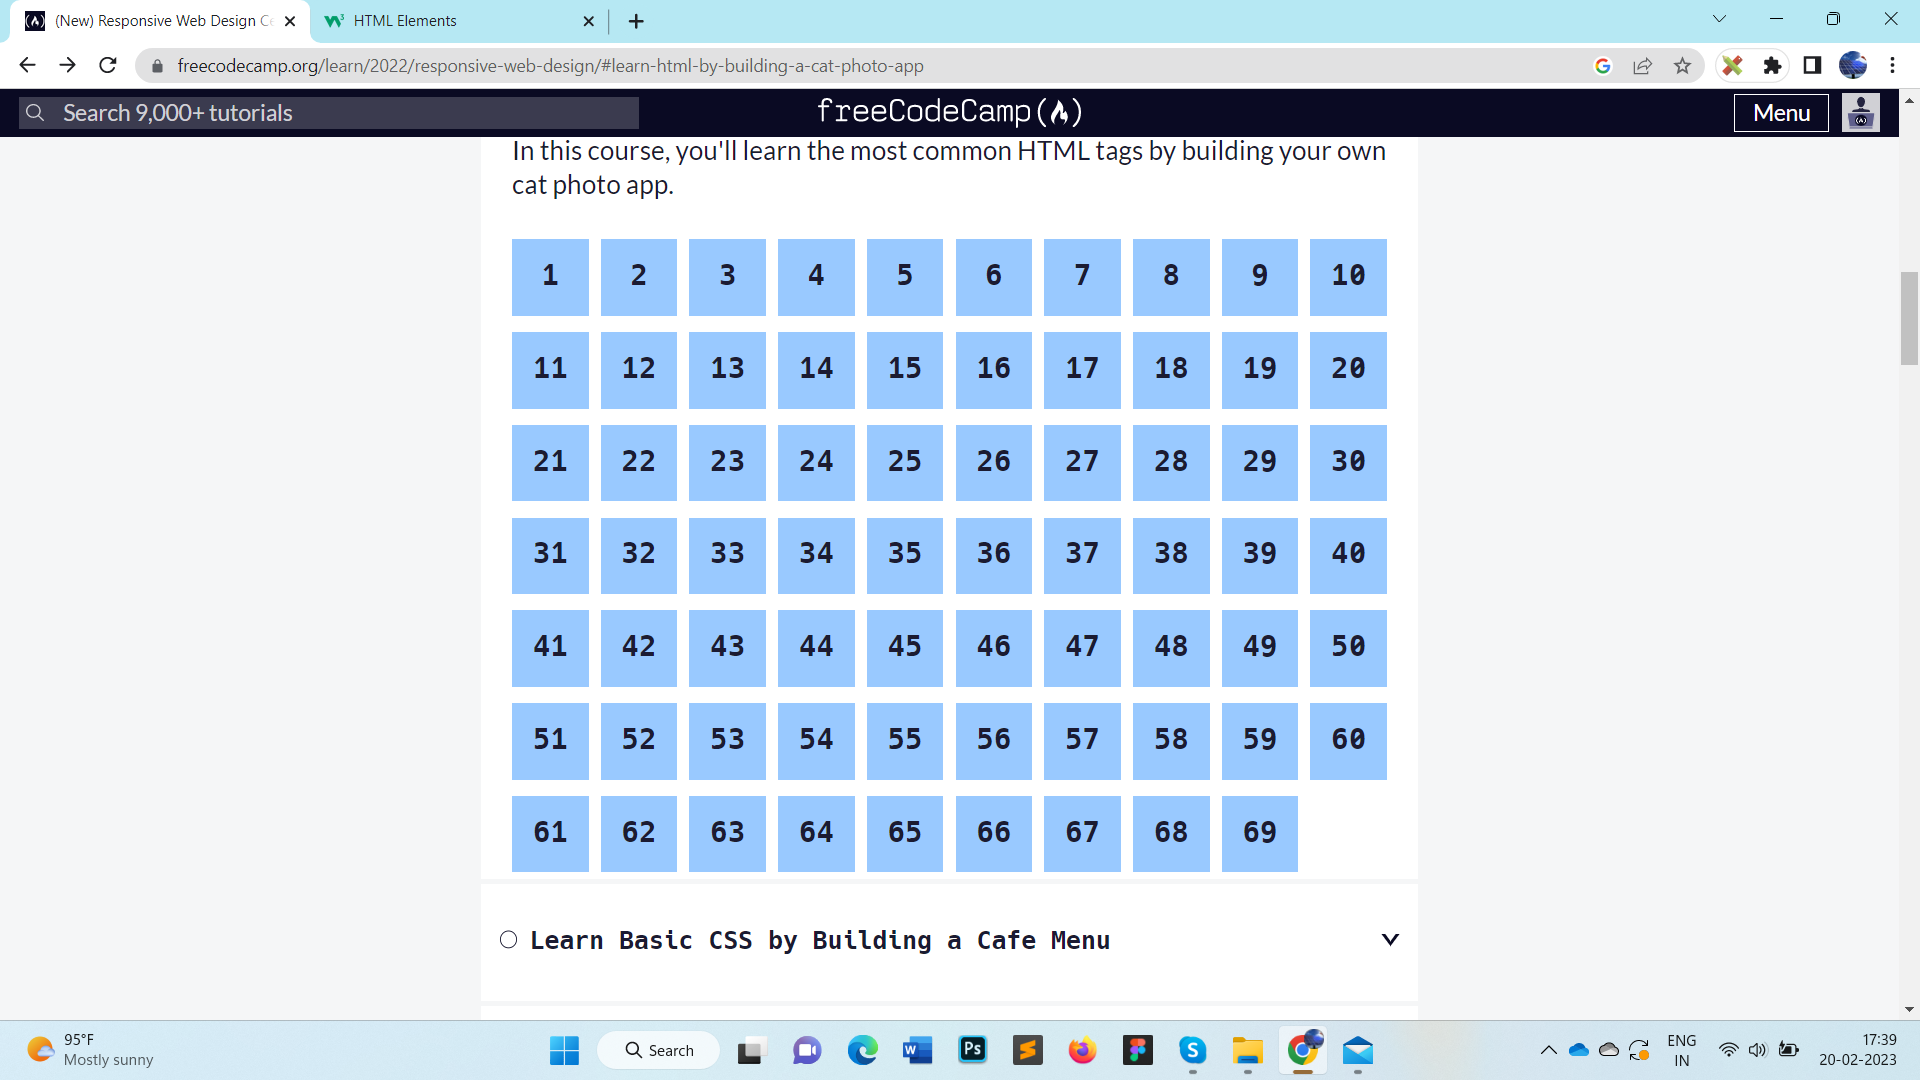 (New) Responsive Web Design Ce
HTML Elements
freecodecamp.org/learn/2022/responsive-web-design/#learn-html-by-building-a-cat-photo-app
Search 9,000+ tutorials
freeCodeCamp(
Menu
In this course, you'll learn the most common HTML tags by building your own
cat photo app.
1 2 3 4 5 6 7 8 9 10
11 12 13 14 15 16 17 18 19 20
21 22 23 24 25 26 27 28 29 30
31 32 33 34 35 36 37 38 39 40
41 42 43 44 45 46 47 48 49 50
51 52 53 54 55 56 57 58 59 60
61 62 63 64 65 66 67 68 69
Learn Basic CSS by Building a Cafe Menu
95°F
Mostly sunny
Search
ENG
IN
17:39
20-02-2023